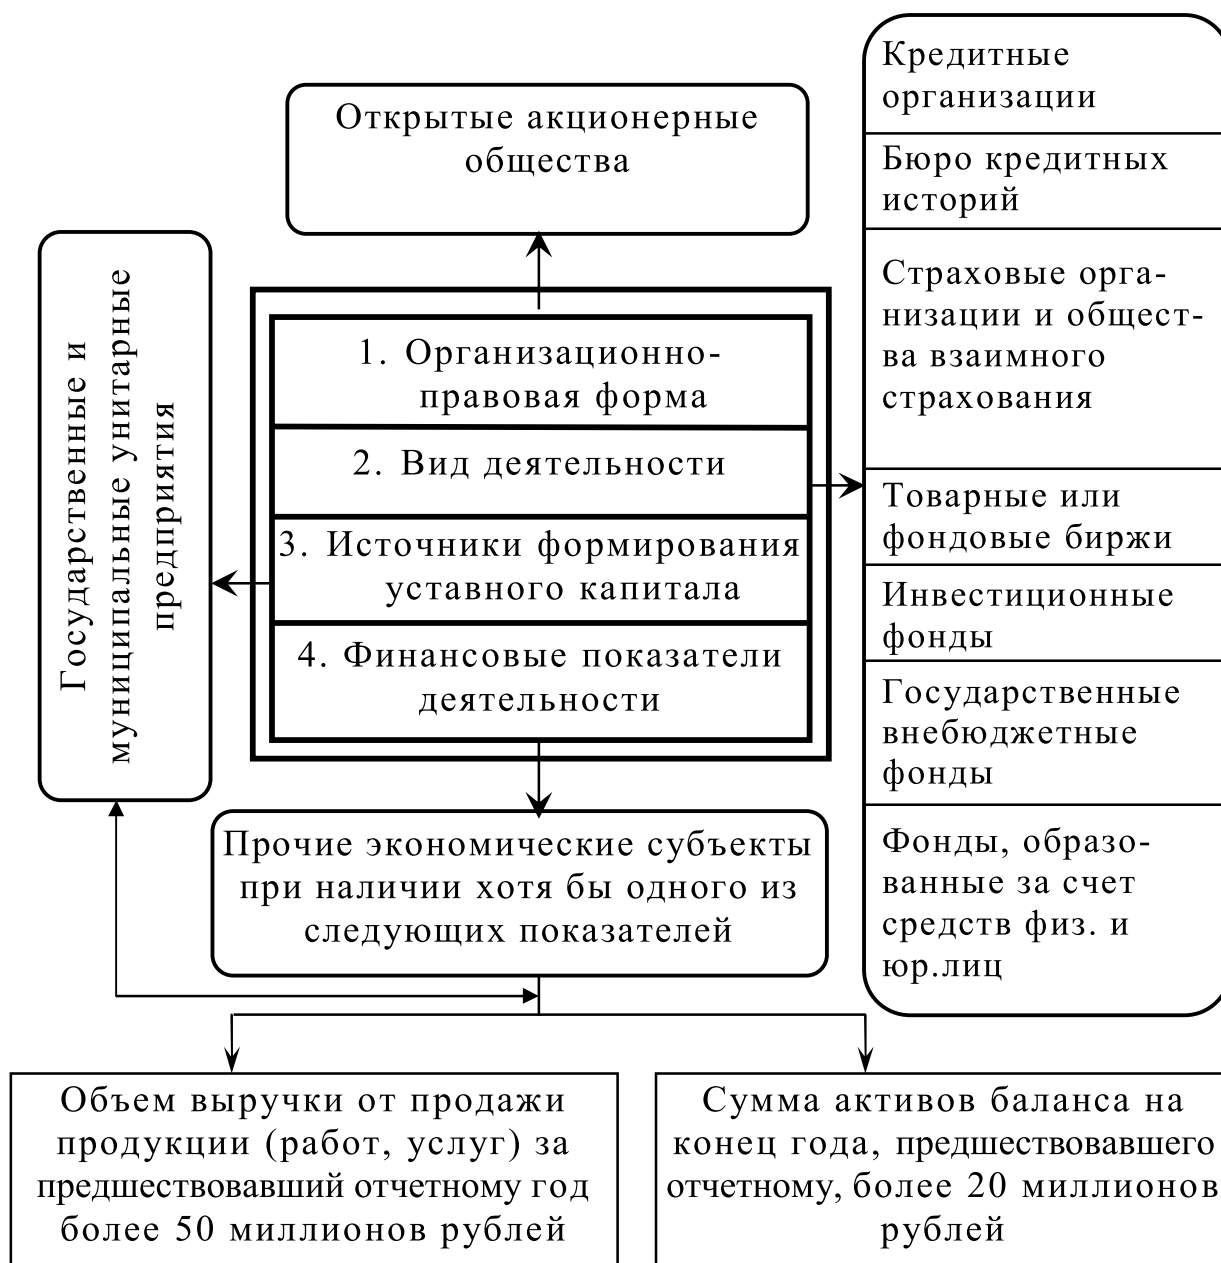 Открытые акционерные
общества
Кредитные
организации
Бюро кредитных
историй
Страховые орга-
низации и общест-
ва взаимного
страхования
Товарные или
фондовые биржи
Инвестиционные
фонды
Государственные
внебюджетные
фонды
Фонды, образо-
ванные за счет
средств физ. и
юр.лиц
Государственные и
муниципальные унитарные
предприятия
1. Организационно-
правовая форма
2. Вид деятельности
3. Источники формирования
уставного капитала
4. Финансовые показатели
деятельности
Прочие экономические субъекты
при наличии хотя бы одного из
следующих показателей
Объем выручки от продажи
продукции (работ, услуг) за
предшествовавший отчетному год
более 50 миллионов рублей
Сумма активов баланса на
конец года, предшествовавшего
отчетному, более 20 миллионов
рублей